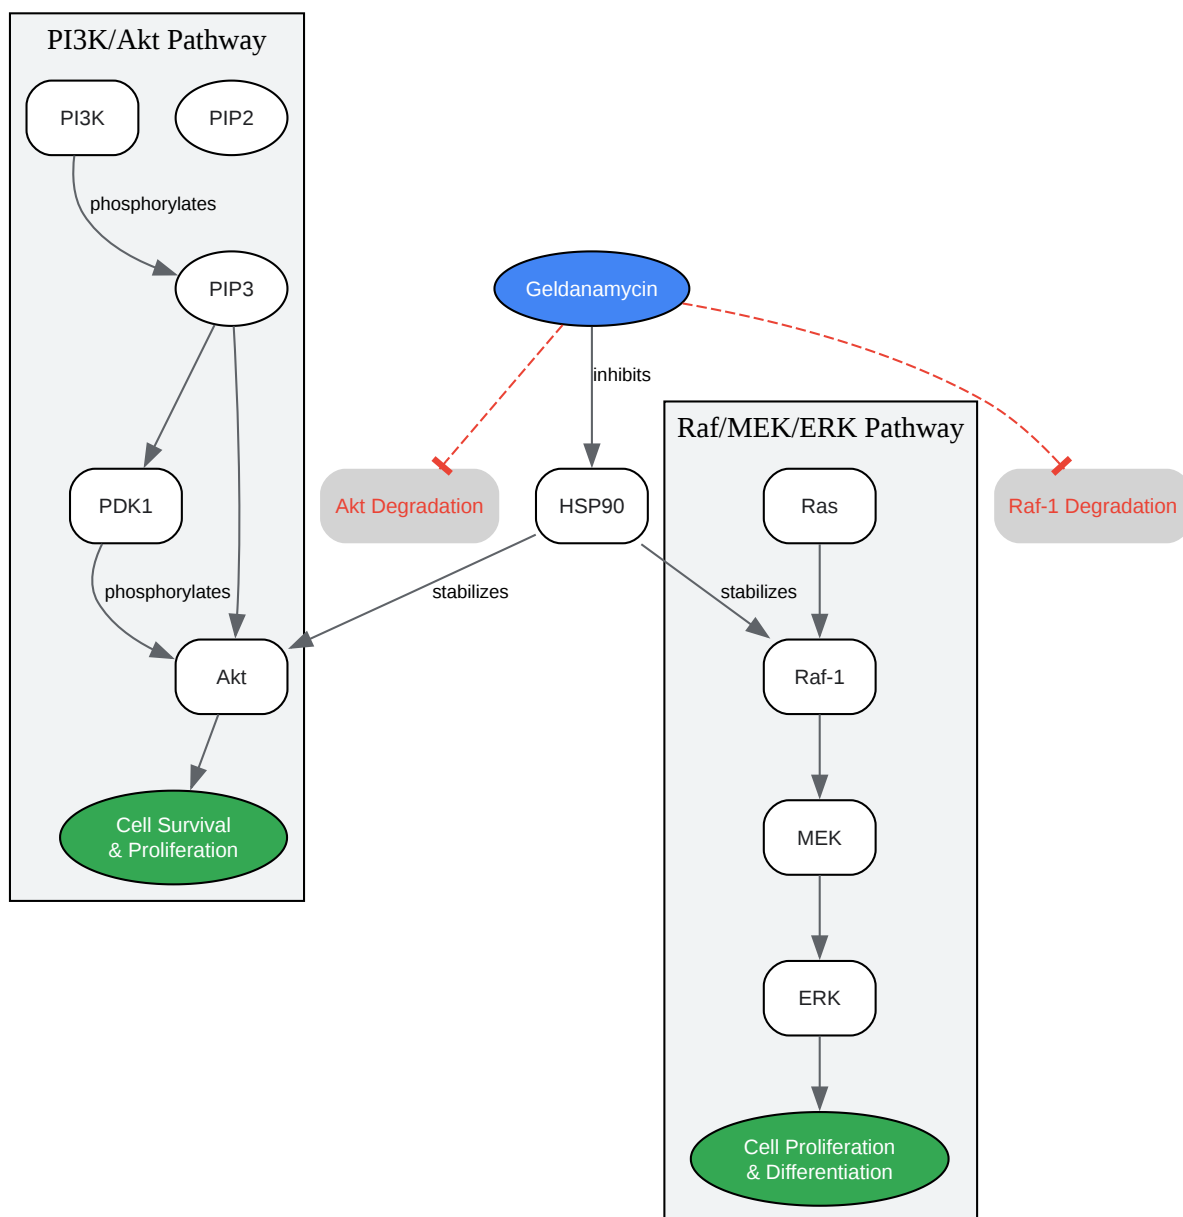 PI3K/Akt Pathway
PI3K
PIP2
phosphorylates
PIP3
Geldanamycin
inhibits
Raf/MEK/ERK Pathway
PDK1
Akt Degradation
HSP90
Ras
Raf-1 Degradation
phosphorylates
stabilizes
stabilizes
Akt
Raf-1
Cell Survival
& Proliferation
MEK
ERK
Cell Proliferation
& Differentiation